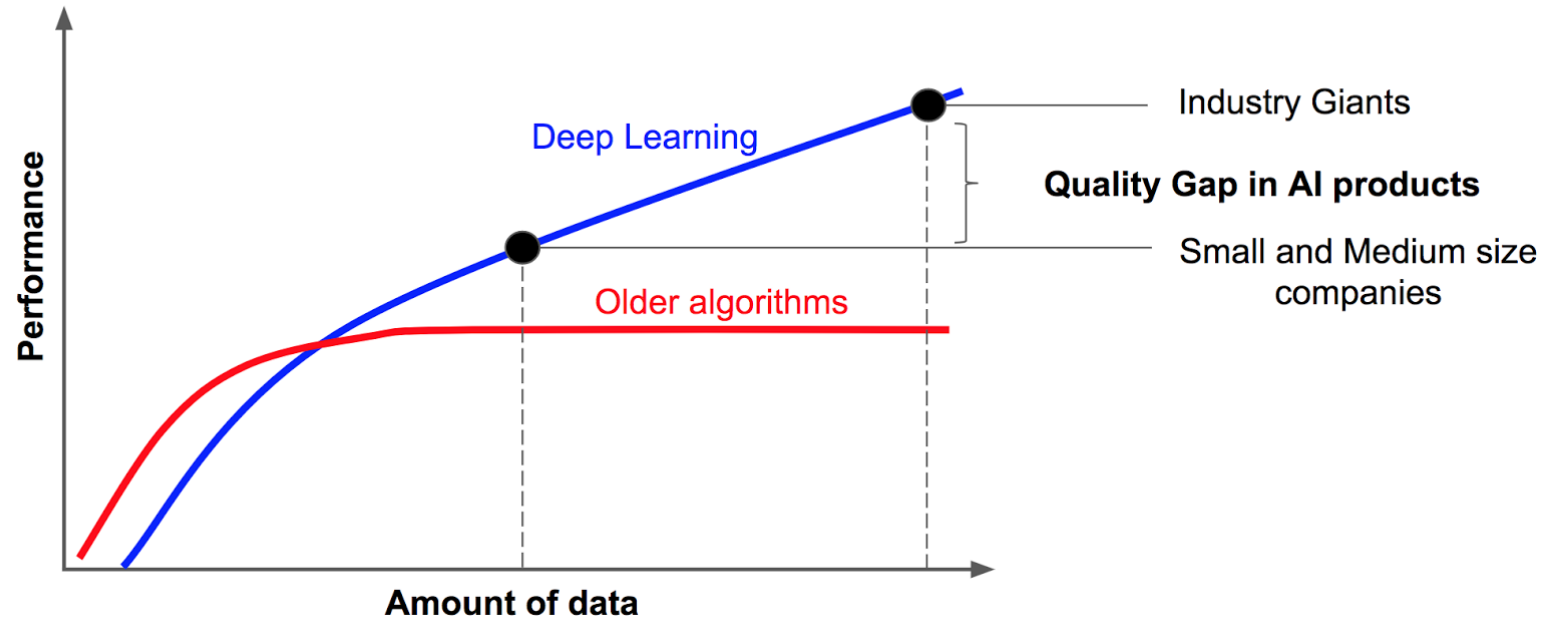 Industry Giants
Deep Learning
Quality Gap in AI products
Small and Medium size
companies
Older algorithms
Performance
Amount of data